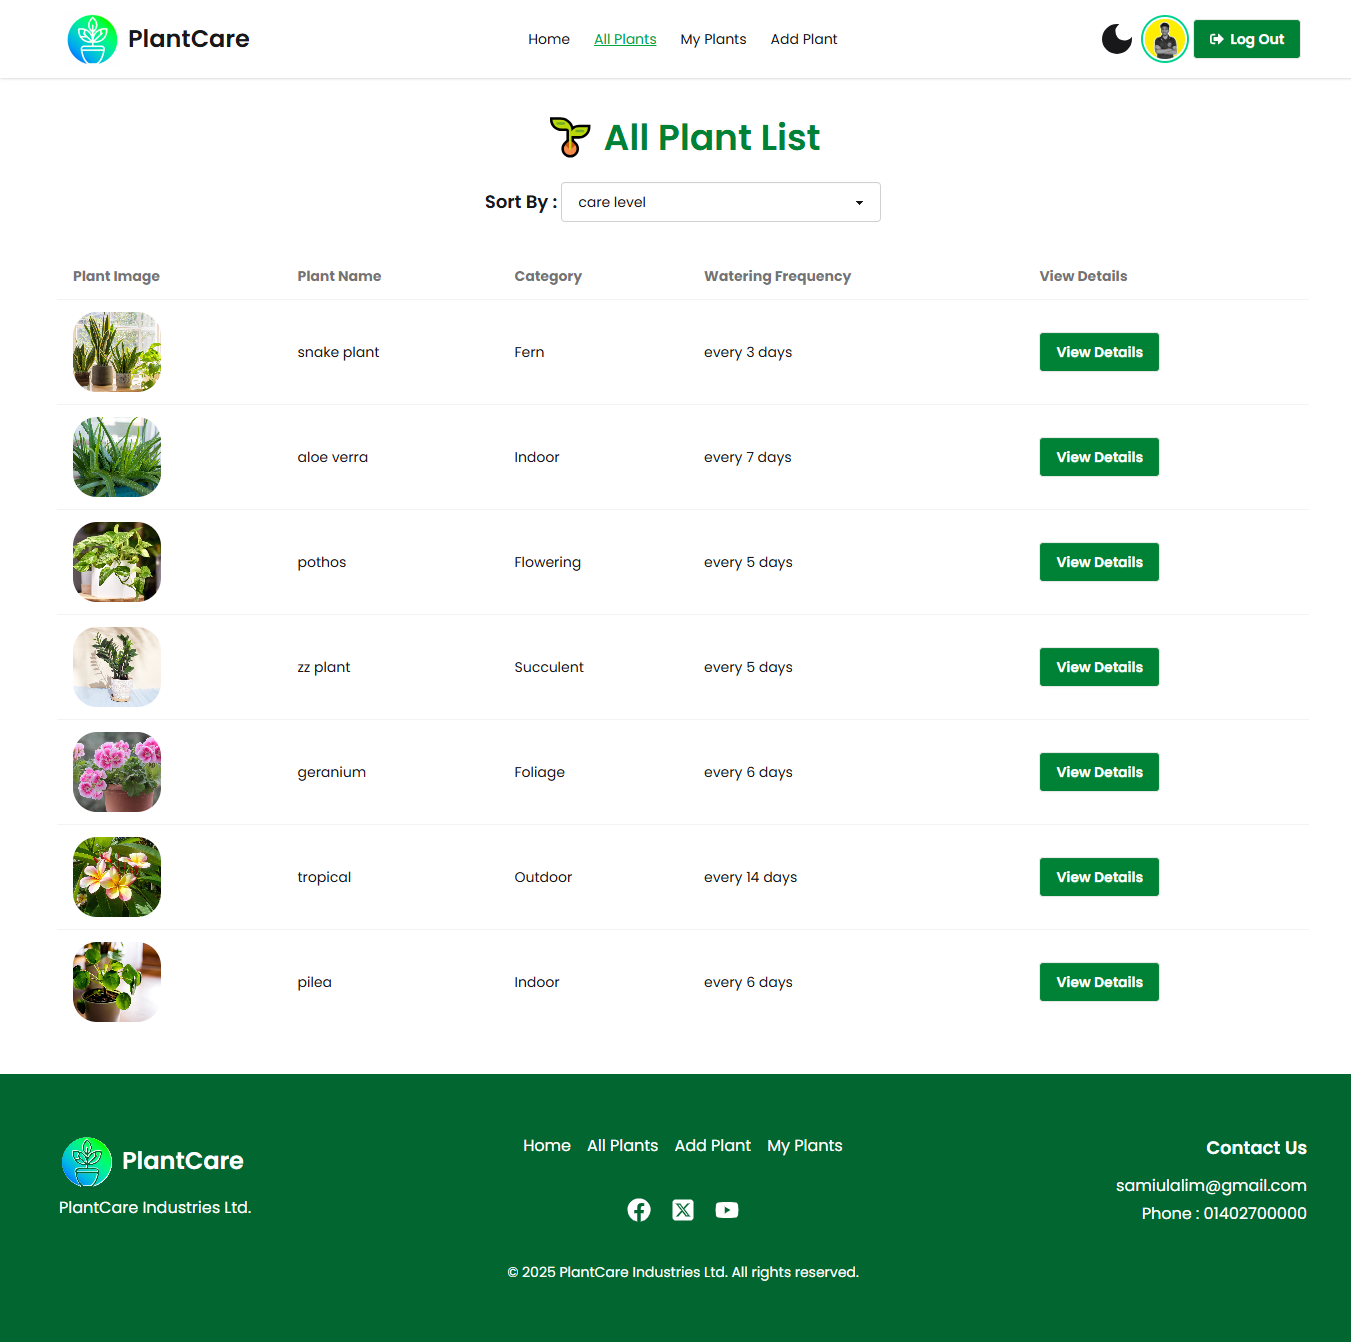 PlantCare
Home All Plants My Plants Add Plant
Log Out
All Plant List
Sort By : care level
Plant Image Plant Name Category Watering Frequency View Details
snake plant Fern every 3 days View Details
aloe verra Indoor every 7 days View Details
pothos Flowering every 5 days View Details
zz plant Succulent every 5 days View Details
geranium Foliage every 6 days View Details
tropical Outdoor every 14 days View Details
pilea Indoor every 6 days View Details
PlantCare
PlantCare Industries Ltd.
Home All Plants Add Plant My Plants
Contact Us
samiulalim@gmail.com
Phone : 01402700000
© 2025 PlantCare Industries Ltd. All rights reserved.